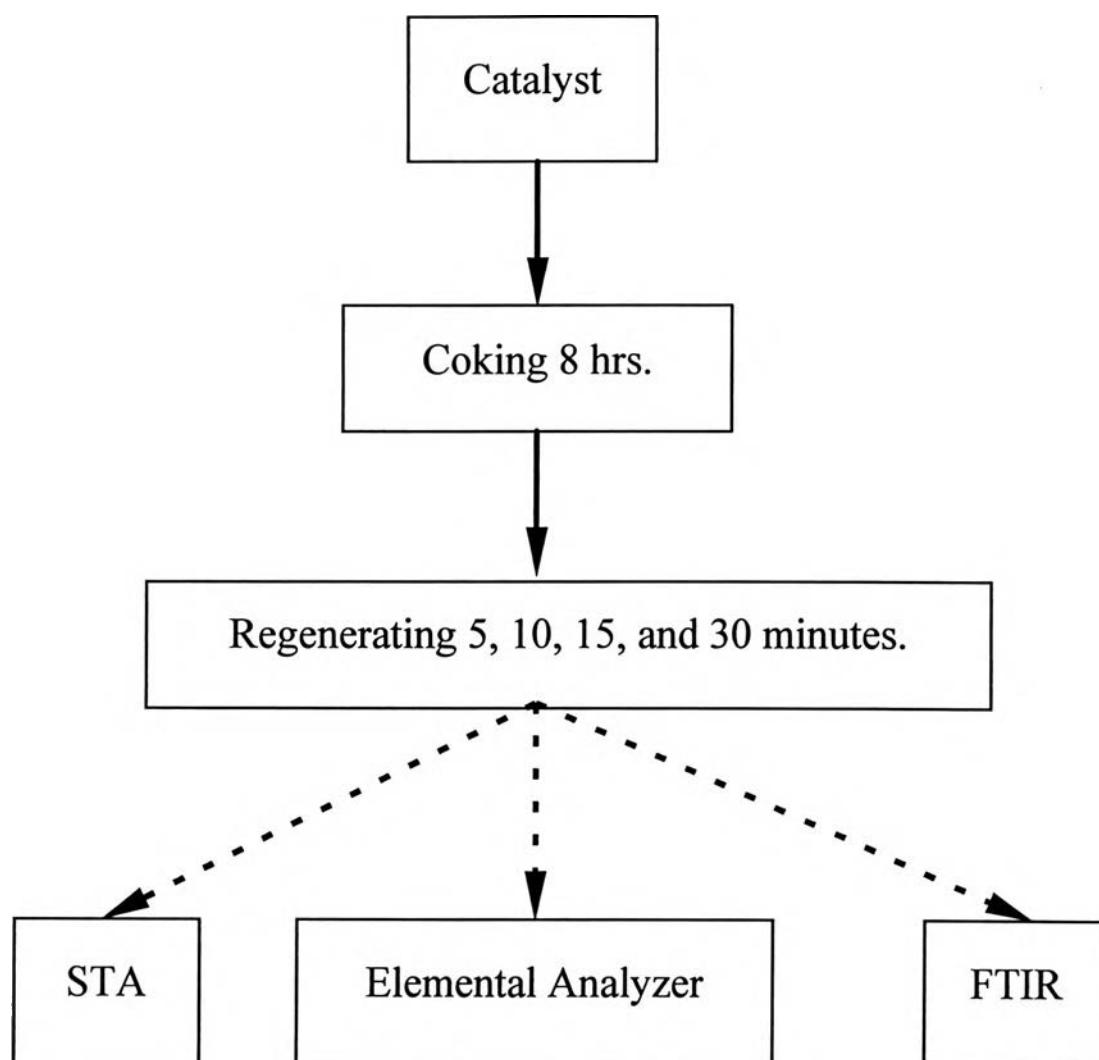 Catalyst
Coking 8 hrs.
Regenerating 5, 10, 15, and 30 minutes.
STA
Elemental Analyzer
FTIR